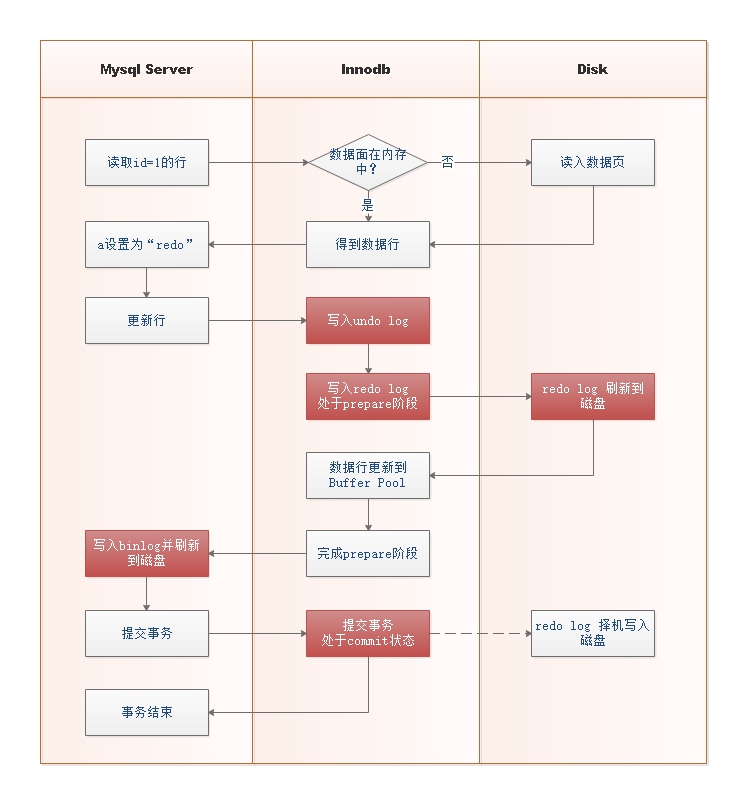 Mysql Server
Innodb
Disk
读取id=1的行
数据面在内存
中？
否
读入数据页
是
a设置为“redo”
得到数据行
更新行
写入undo log
写入redo log
处于prepare阶段
redo log 刷新到
磁盘
数据行更新到
Buffer Pool
写入binlog并刷新
到磁盘
完成prepare阶段
提交事务
提交事务
处于commit状态
redo log 择机写入
磁盘
事务结束